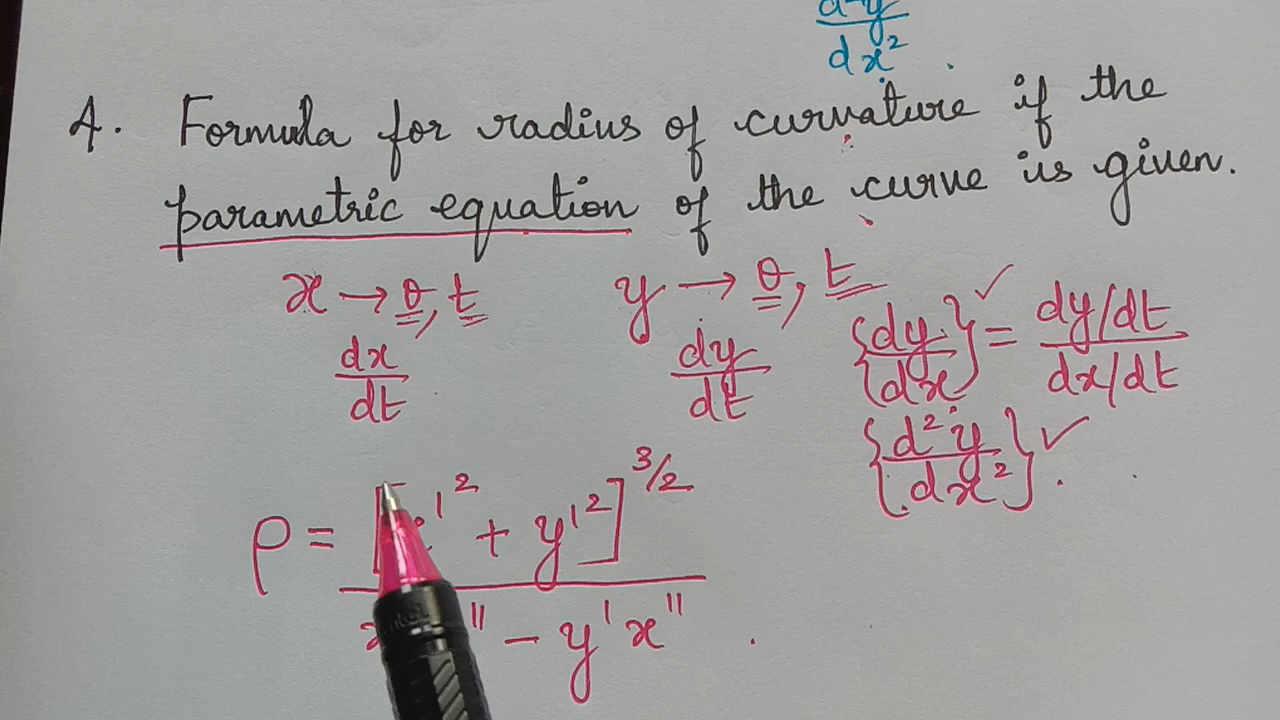 d²y
dx² .
4. Formula for radius of curvature if the
parametric equation of the curve is given.
x → θ, t y → θ, t
dx/dt dy/dt {dy/dx} ✓ = dy/dt / dx/dt
{d²y/dx²} ✓ .
ρ = [x'² + y'²]^3/2
'' - y'x'' .